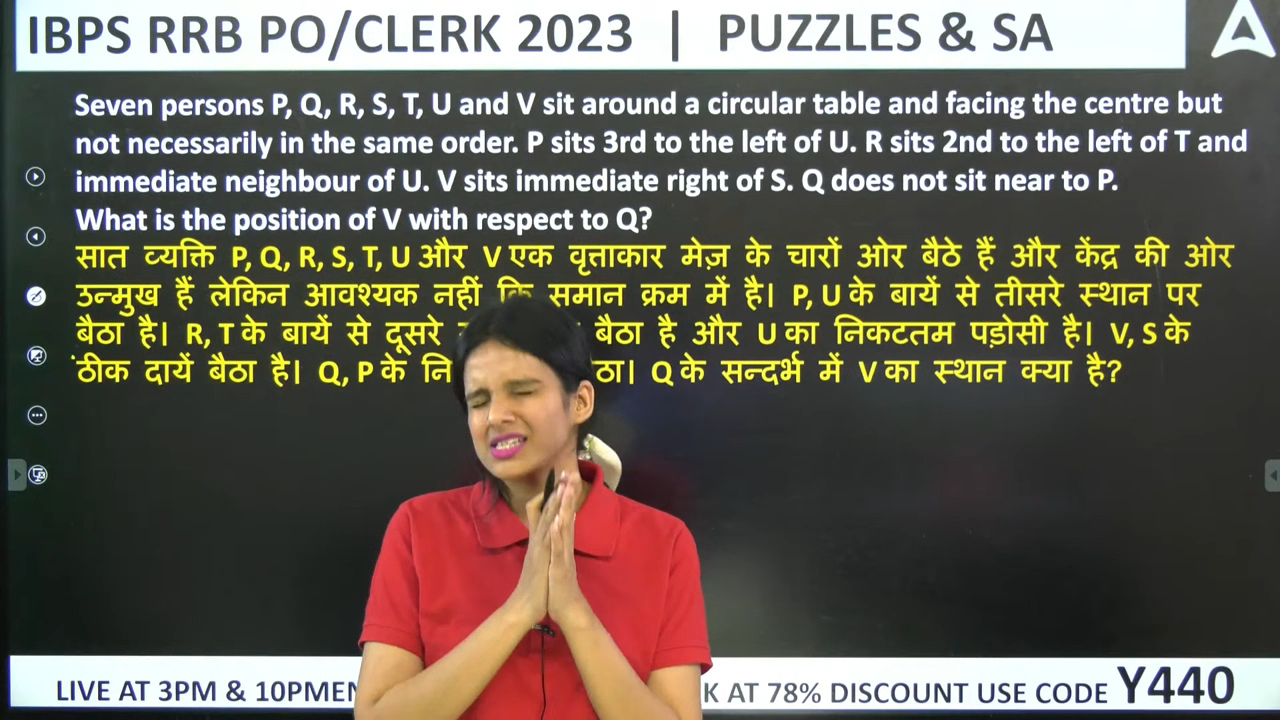 IBPS RRB PO/CLERK 2023 | PUZZLES & SA
Seven persons P, Q, R, S, T, U and V sit around a circular table and facing the centre but
not necessarily in the same order. P sits 3rd to the left of U. R sits 2nd to the left of T and
immediate neighbour of U. V sits immediate right of S. Q does not sit near to P.
What is the position of V with respect to Q?
सात व्यक्ति P, Q, R, S, T, U और V एक वृत्ताकार मेज़ के चारों ओर बैठे हैं और केंद्र की ओर
उन्मुख हैं लेकिन आवश्यक नहीं कि समान क्रम में है। P, U के बायें से तीसरे स्थान पर
बैठा है। R, T के बायें से दूसरे बैठा है और U का निकटतम पड़ोसी है। V, S के
ठीक दायें बैठा है। Q, P के नि ठा। Q के सन्दर्भ में V का स्थान क्या है?
LIVE AT 3PM & 10PM K AT 78% DISCOUNT USE CODE Y440